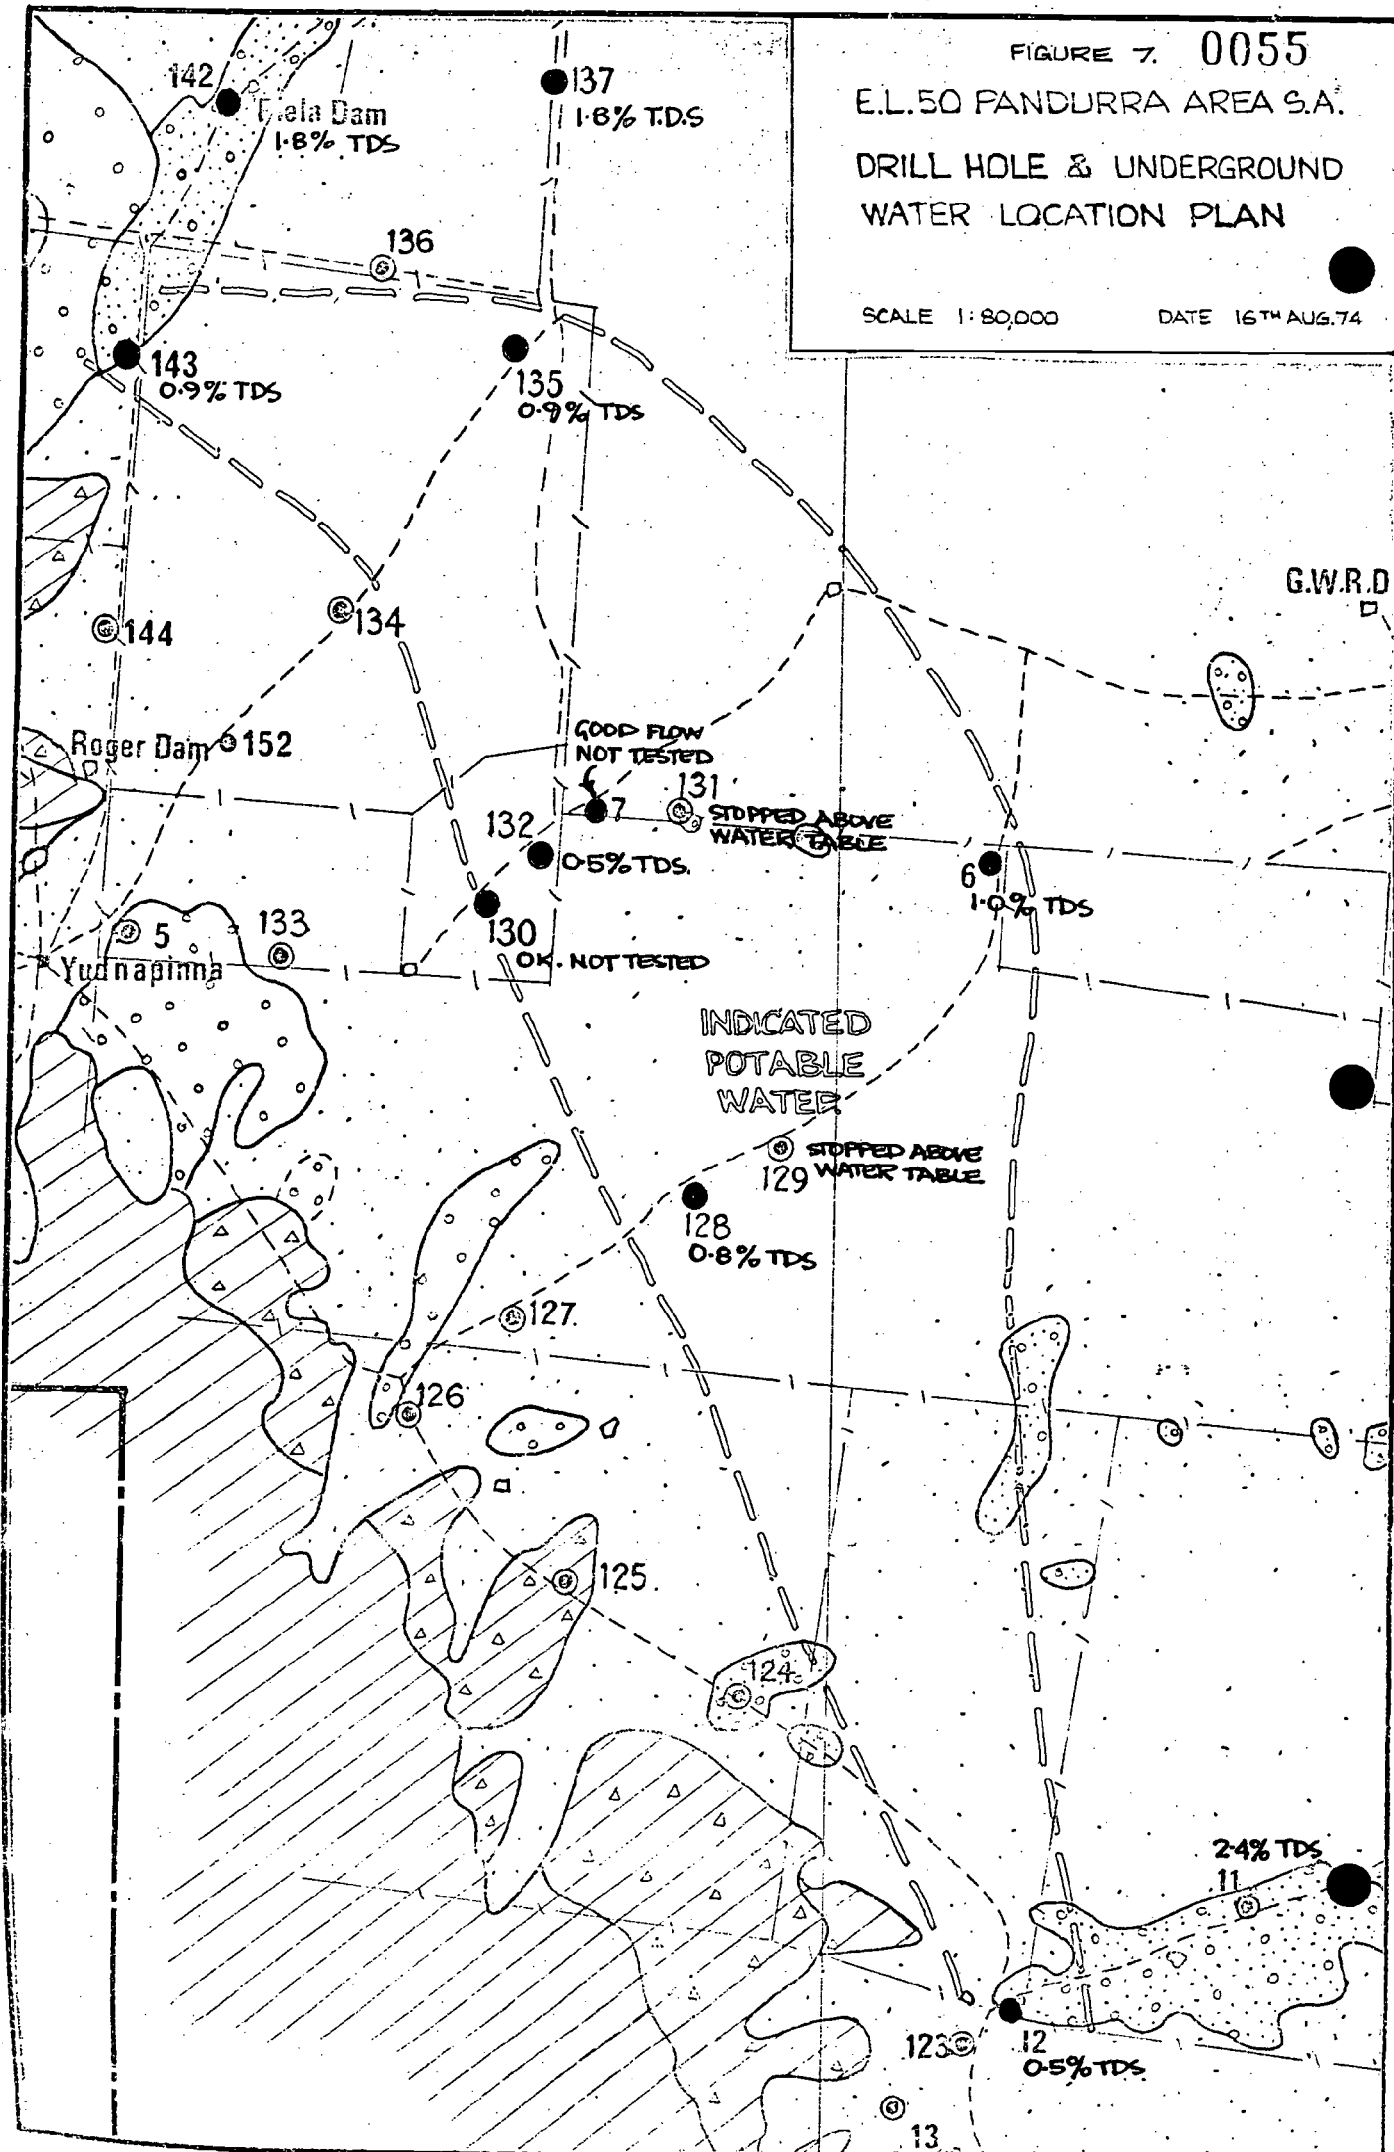 FIGURE 7. 0055
E.L.50 PANDURRA AREA S.A.
DRILL HOLE & UNDERGROUND
WATER LOCATION PLAN
SCALE 1:80,000 DATE 16TH AUG.74
142
Dam
1.8% TDS
137
1.8% T.D.S
136
143
0.9% TDS
135
0.9% TDS
G.W.R.D
134
144
Roger Dam
152
GOOD FLOW
NOT TESTED
7
131
STOPPED ABOVE
WATER TABLE
132
0.5% TDS.
6
1.0% TDS
130
OK. NOT TESTED
5
133
Yudnapinna
INDICATED
POTABLE
WATER
STOPPED ABOVE
129 WATER TABLE
128
0.8% TDS
127.
126
125.
124
2.4% TDS
11
123
12
0.5% TDS
13